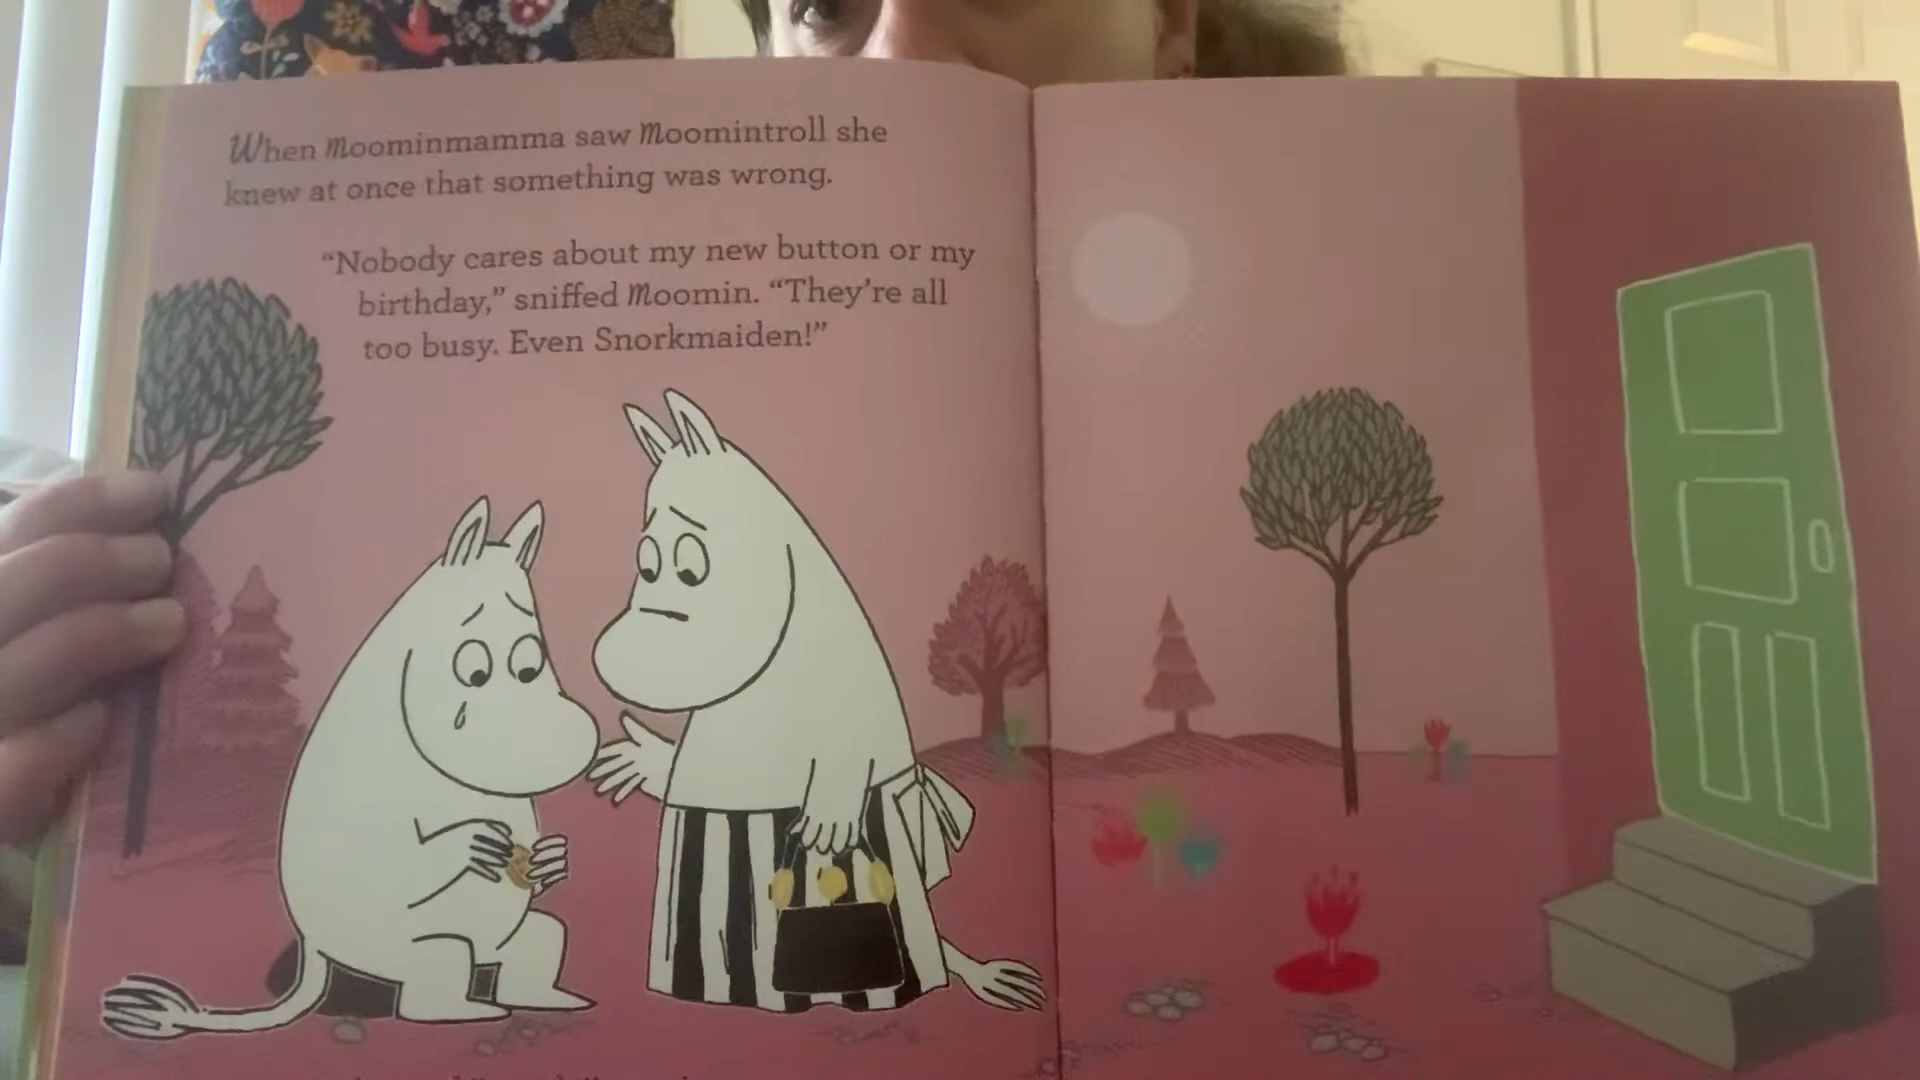 When Moominmamma saw Moomintroll she
knew at once that something was wrong.
“Nobody cares about my new button or my
birthday,” sniffed Moomin. “They’re all
too busy. Even Snorkmaiden!”